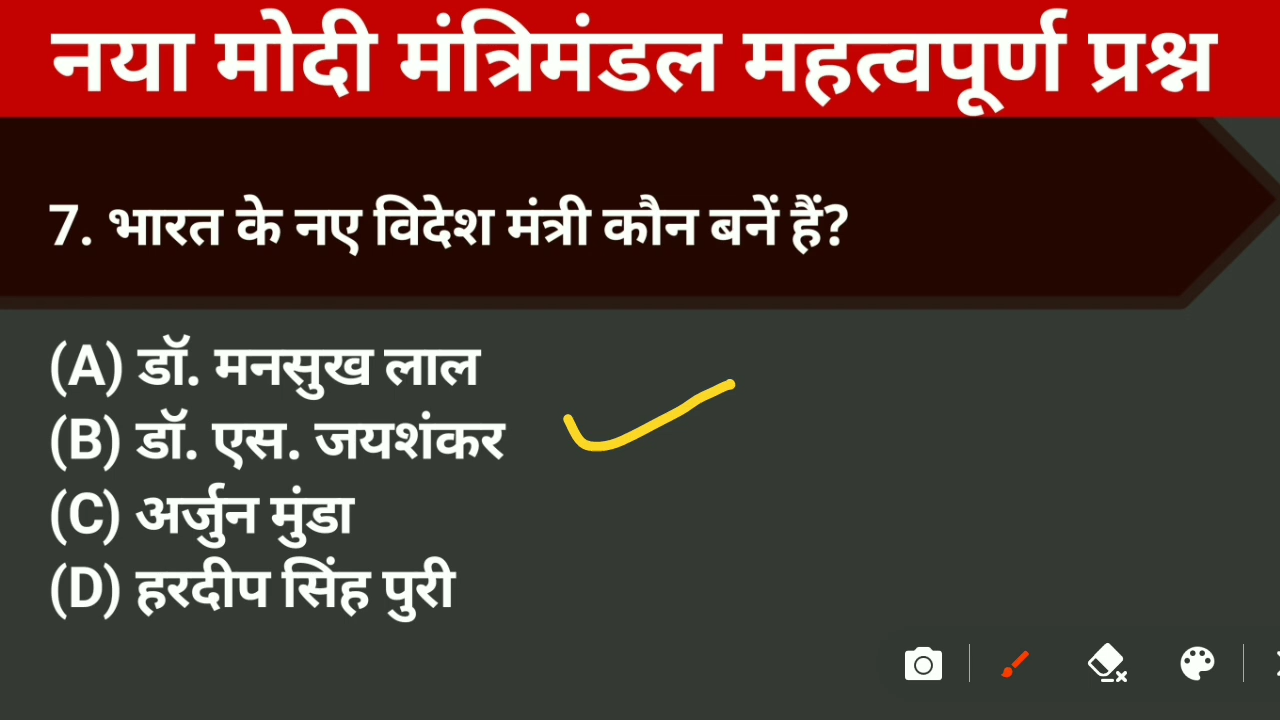 नया मोदी मंत्रिमंडल महत्वपूर्ण प्रश्न
7. भारत के नए विदेश मंत्री कौन बनें हैं?
(A) डॉ. मनसुख लाल
(B) डॉ. एस. जयशंकर
(C) अर्जुन मुंडा
(D) हरदीप सिंह पुरी